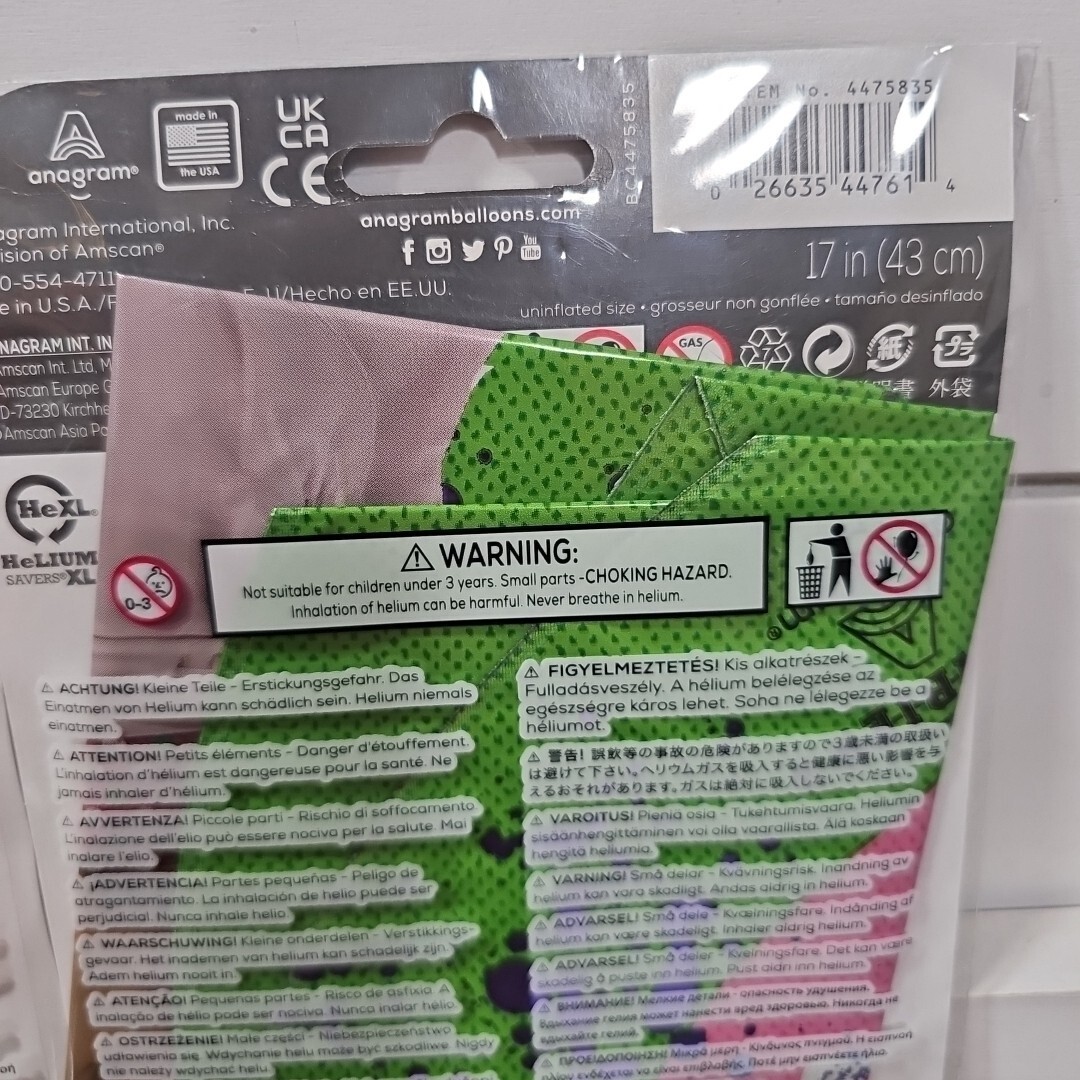 anagram®
made in
the USA
UK
CA
CE
BC4475835
No. 4475835
0 26635 44761 4
anagramballoons.com
You
Tube
agram International, Inc.
ision of Amscan®
0-554-4711
e in U.S.A./F
E.U/Hecho en EE.UU.
17 in (43 cm)
uninflated size • grosseur non gonflée • tamaño desinflado
NAGRAM INT. IN
Amscan Int. Ltd, M
Amscan Europe G
D-73230 Kirchhe
Amscan Asia Pa
GAS
7
紙
プラ
明書
外袋
HeXL
HeLIUM
SAVERS® XL
0-3
⚠ WARNING:
Not suitable for children under 3 years. Small parts -CHOKING HAZARD.
Inhalation of helium can be harmful. Never breathe in helium.
⚠ ACHTUNG! Kleine Teile - Erstickungsgefahr. Das
Einatmen von Helium kann schädlich sein. Helium niemals
einatmen.
⚠ ATTENTION! Petits éléments - Danger d'étouffement.
L'inhalation d'hélium est dangereuse pour la santé. Ne
jamais inhaler d'hélium.
⚠ AVVERTENZA! Piccole parti - Rischio di soffocamento
L'inalazione dell'elio può essere nociva per la salute. Mai
inalare l'elio.
⚠ ¡ADVERTENCIA! Partes pequeñas - Peligo de
atragantamiento. La inhalación de helio puede ser
perjudicial. Nunca inhale helio.
⚠ WAARSCHUWING! Kleine onderdelen - Verstikkings-
gevaar. Het inademen van helium kan schadelijk zijn.
Adem helium nooit in.
⚠ ATENÇÃO! Pequenas partes - Risco de asfixia. A
inalação de hélio pode ser nociva. Nunca inalar hélio.
⚠ OSTRZEŻENIE! Małe części - Niebezpieczeństwo
udławienia się. Wdychanie helu może być szkodliwe. Nigdy
nie należy wdychać helu.
⚠ FIGYELMEZTETÉS! Kis alkatrészek -
Fulladásveszély. A hélium belélegzése az
egészségre káros lehet. Soha ne lélegezze be a
héliumot.
⚠ 警告! 誤飲等の事故の危険がありますので3歳未満の取扱い
は避けて下さい。ヘリウムガスを吸入すると健康に悪い影響を与
えるおそれがあります。ガスは絶対に吸入しないでください。
⚠ VAROITUS! Pieniä osia - Tukehtumisvaara. Heliumin
sisäänhengittäminen voi olla vaarallista. Älä koskaan
hengitä heliumia.
⚠ VARNING! Små delar - Kvävningsrisk. Inandning av
helium kan vara skadligt. Andas aldrig in helium.
⚠ ADVARSEL! Små dele - Kvælningsfare. Indånding af
helium kan være skadeligt. Inhaler aldrig helium.
⚠ ADVARSEL! Små deler - Kvelningsfare. Det kan være
skadelig å puste inn helium. Pust aldri inn helium.
⚠ ВНИМАНИЕ! Мелкие детали - опасность удушения.
Вдыхание гелия может нанести вред здоровью. Никогда не
вдыхайте гелий.
⚠ ΠΡΟΕΙΔΟΠΟΙΗΣΗ! Μικρά μέρη - Κίνδυνος πνιγμού. Η εισπνοή
ηλίου ενδέχεται να είναι επιβλαβής. Ποτέ μην εισπνέετε ήλιο.